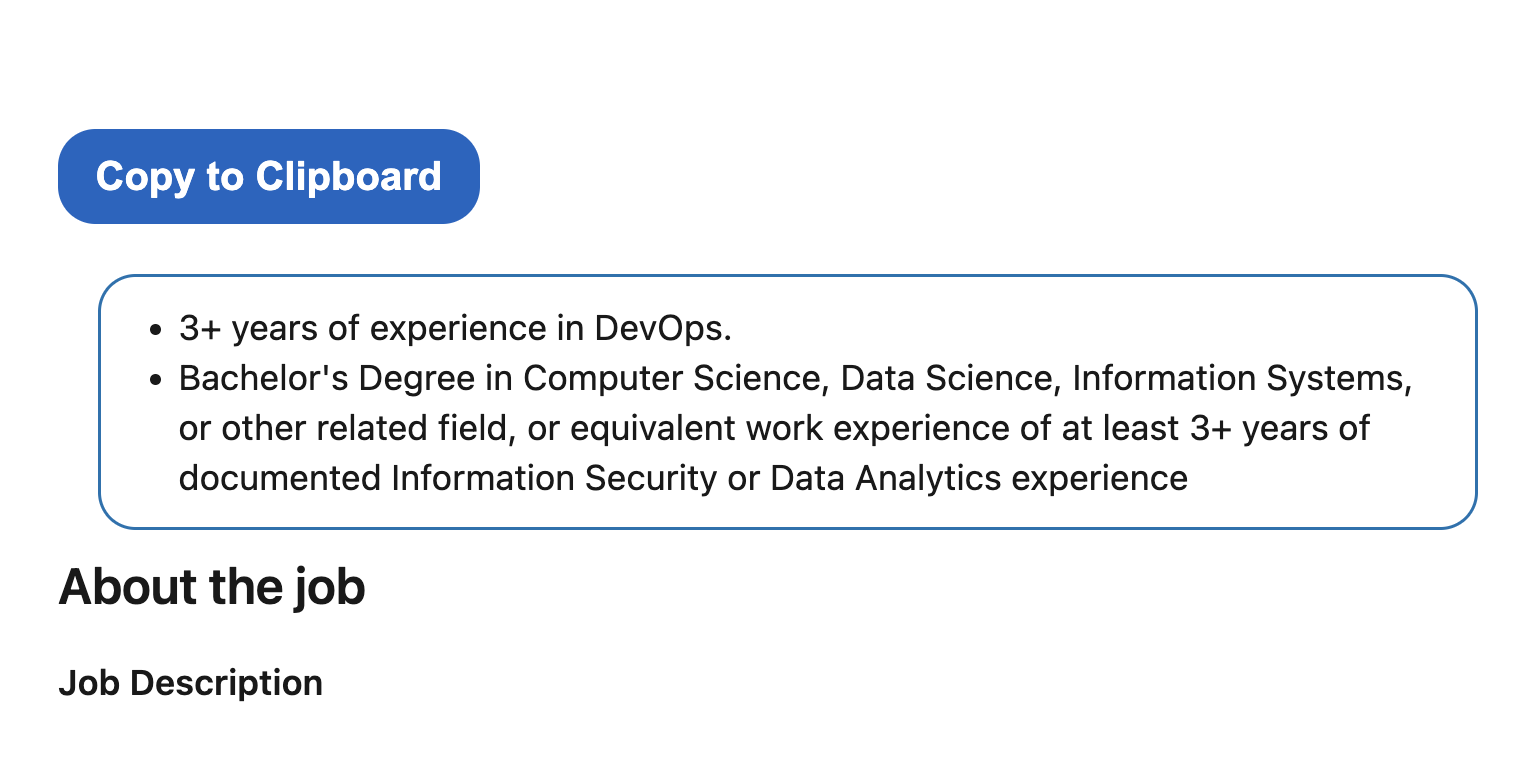 Copy to Clipboard
• 3+ years of experience in DevOps.
• Bachelor's Degree in Computer Science, Data Science, Information Systems,
or other related field, or equivalent work experience of at least 3+ years of
documented Information Security or Data Analytics experience
About the job
Job Description